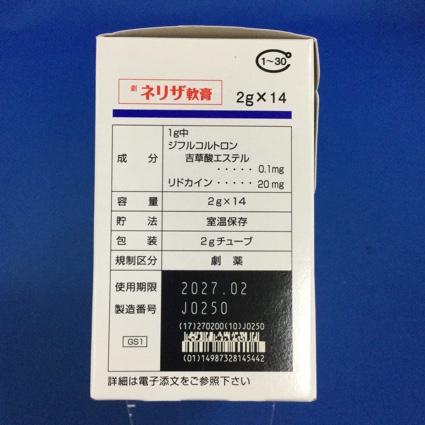 1~30°
劇 ネリザ軟膏 2g×14
成分
1g中
ジフルコルトロン
吉草酸エステル
・・・・・ 0.1mg
リドカイン・・・・・ 20mg
容量 2g×14
貯法 室温保存
包装 2gチューブ
規制区分 劇薬
使用期限 2027.02
製造番号 J0250
(17)270200(10)J0250
GS1
(01)14987328145442
詳細は電子添文をご参照下さい